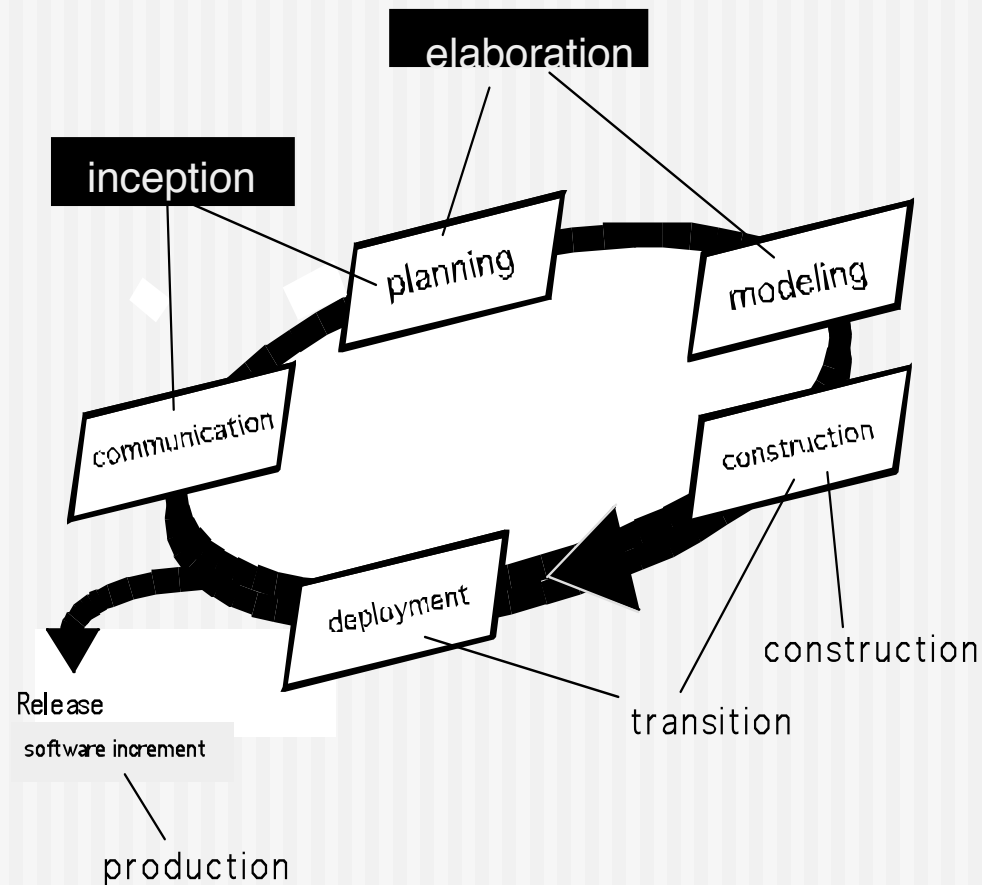 elaboration
inception
planning
modeling
communication
construction
deployment
construction
Release
transition
software increment
production